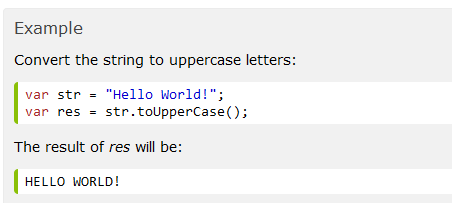 Example
Convert the string to uppercase letters:
var str = "Hello World!";
var res = str.toUpperCase();
The result of res will be:
HELLO WORLD!